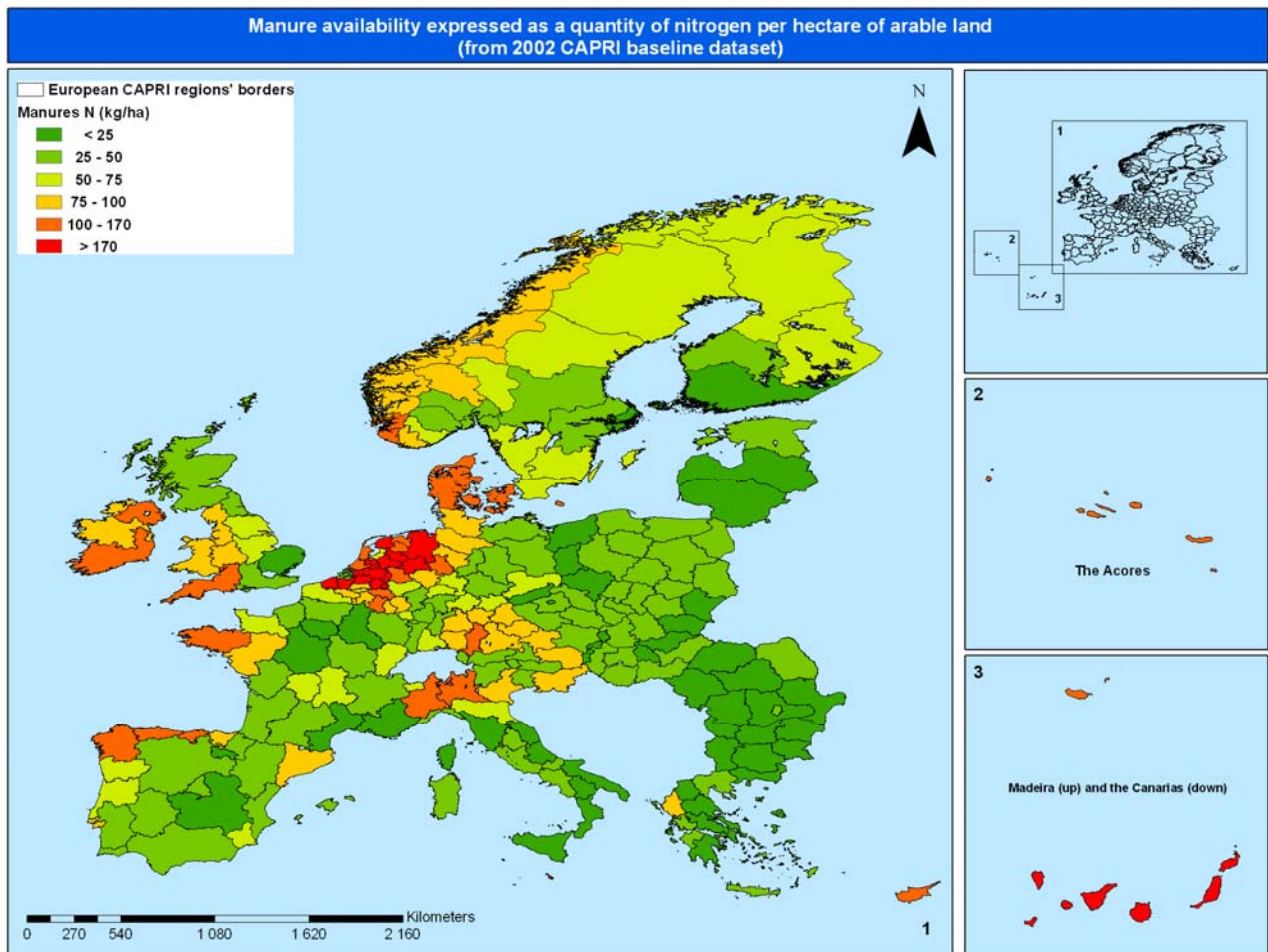 Manure availability expressed as a quantity of nitrogen per hectare of arable land
(from 2002 CAPRI baseline dataset)
European CAPRI regions' borders
Manures N (kg/ha)
< 25
25 - 50
50 - 75
75 - 100
100 - 170
> 170
N
Kilometers
0 270 540 1 080 1 620 2 160
1
1
2
3
2
The Acores
3
Madeira (up) and the Canarias (down)